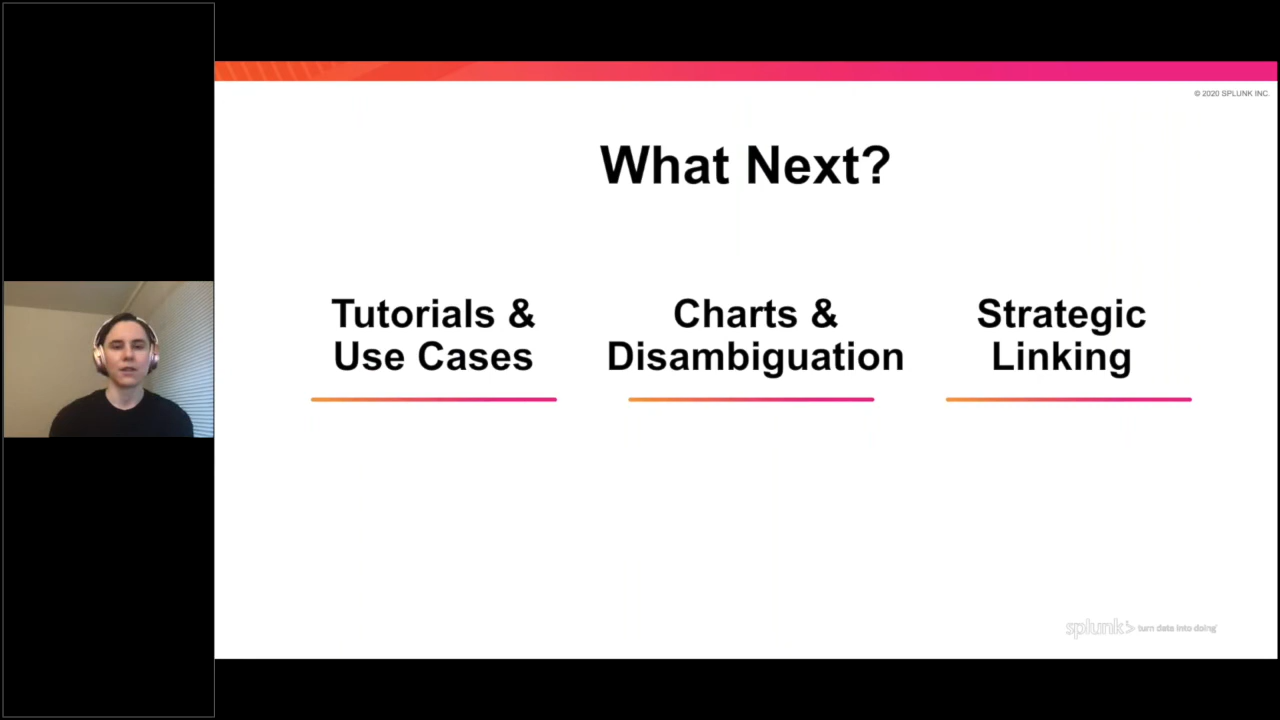 © 2020 SPLUNK INC.
What Next?
Tutorials &
Use Cases
Charts &
Disambiguation
Strategic
Linking
splunk> turn data into doing